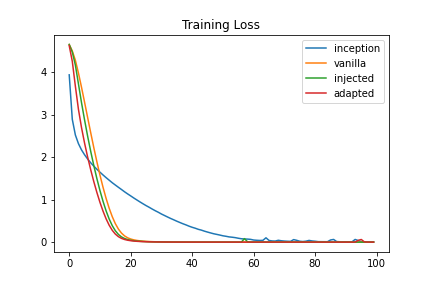 Training Loss
inception
vanilla
injected
adapted
4
3
2
1
0
0 20 40 60 80 100